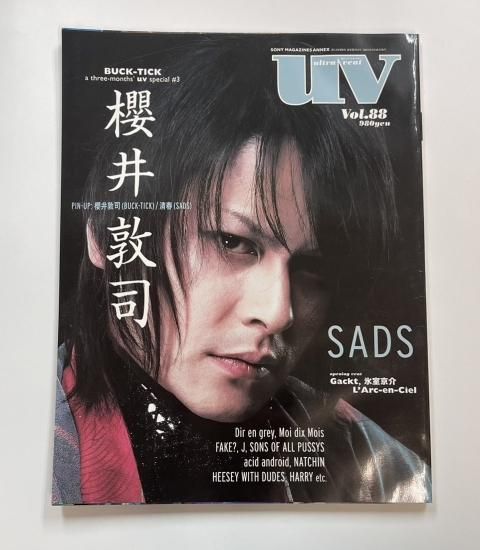 SONY MAGAZINES ANNEX
ultra veat
uv
Vol.88
980yen
BUCK-TICK
a three-months' uv special #3
櫻井敦司
PIN-UP: 櫻井敦司(BUCK-TICK) / 清春(SADS)
SADS
opening veat
Gackt, 氷室京介
L'Arc-en-Ciel
Dir en grey, Moi dix Mois
FAKE?, J, SONS OF ALL PUSSYS
acid android, NATCHIN
HEESEY WITH DUDES, HARRY etc.